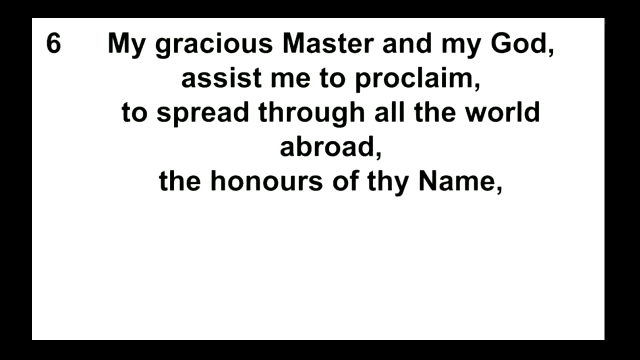 6 My gracious Master and my God,
assist me to proclaim,
to spread through all the world
abroad,
the honours of thy Name,